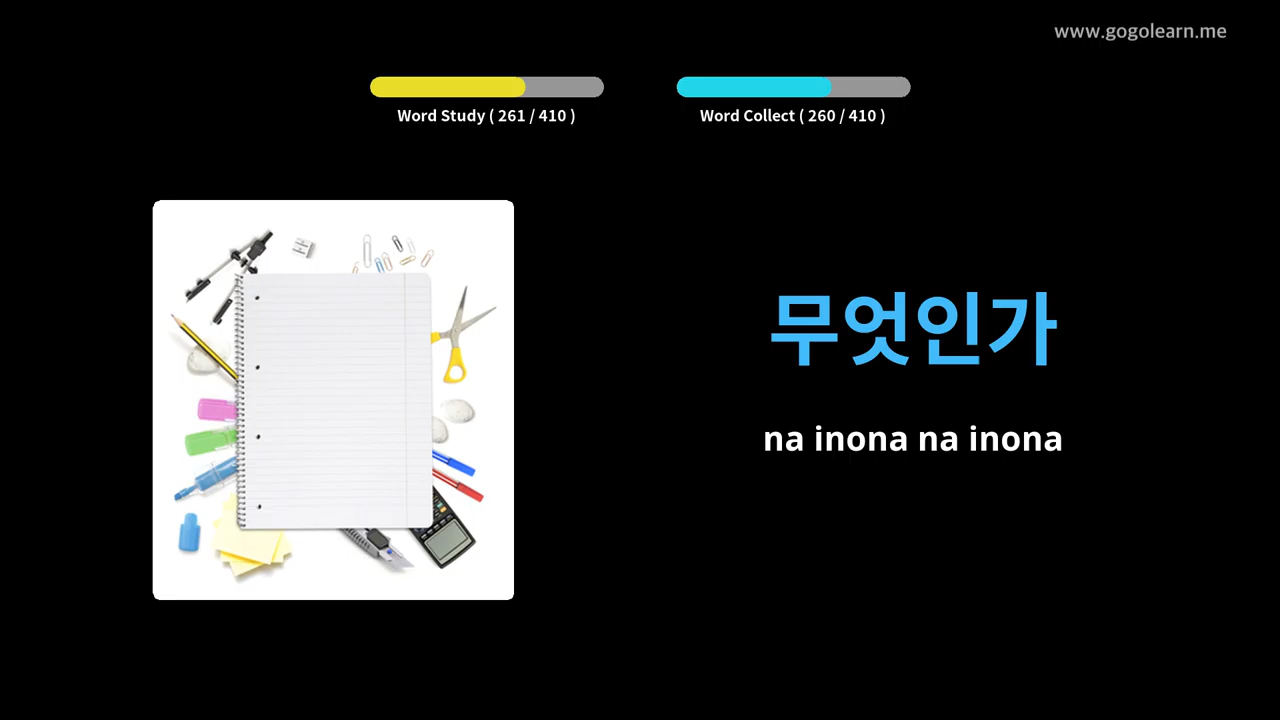 www.gogolearn.me
Word Study ( 261 / 410 )
Word Collect ( 260 / 410 )
무엇인가
na inona na inona